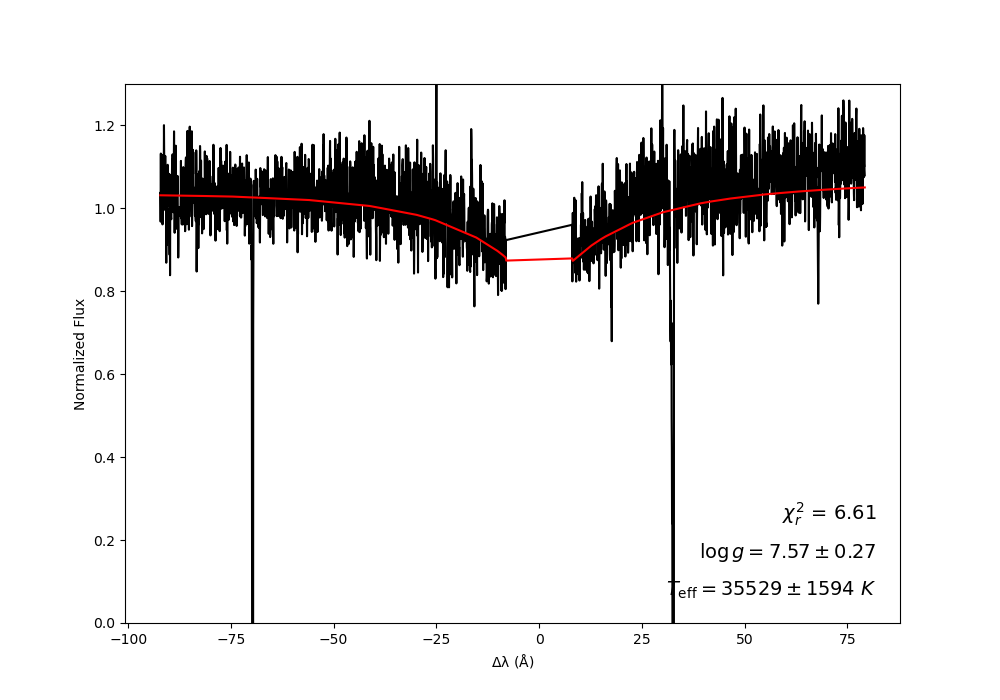 1.2
1.0
0.8
0.6
0.4
0.2
0.0
Normalized Flux
χ²ᵣ = 6.61
log g = 7.57 ± 0.27
T_eff = 35529 ± 1594 K
−100 −75 −50 −25 0 25 50 75
Δλ (Å)